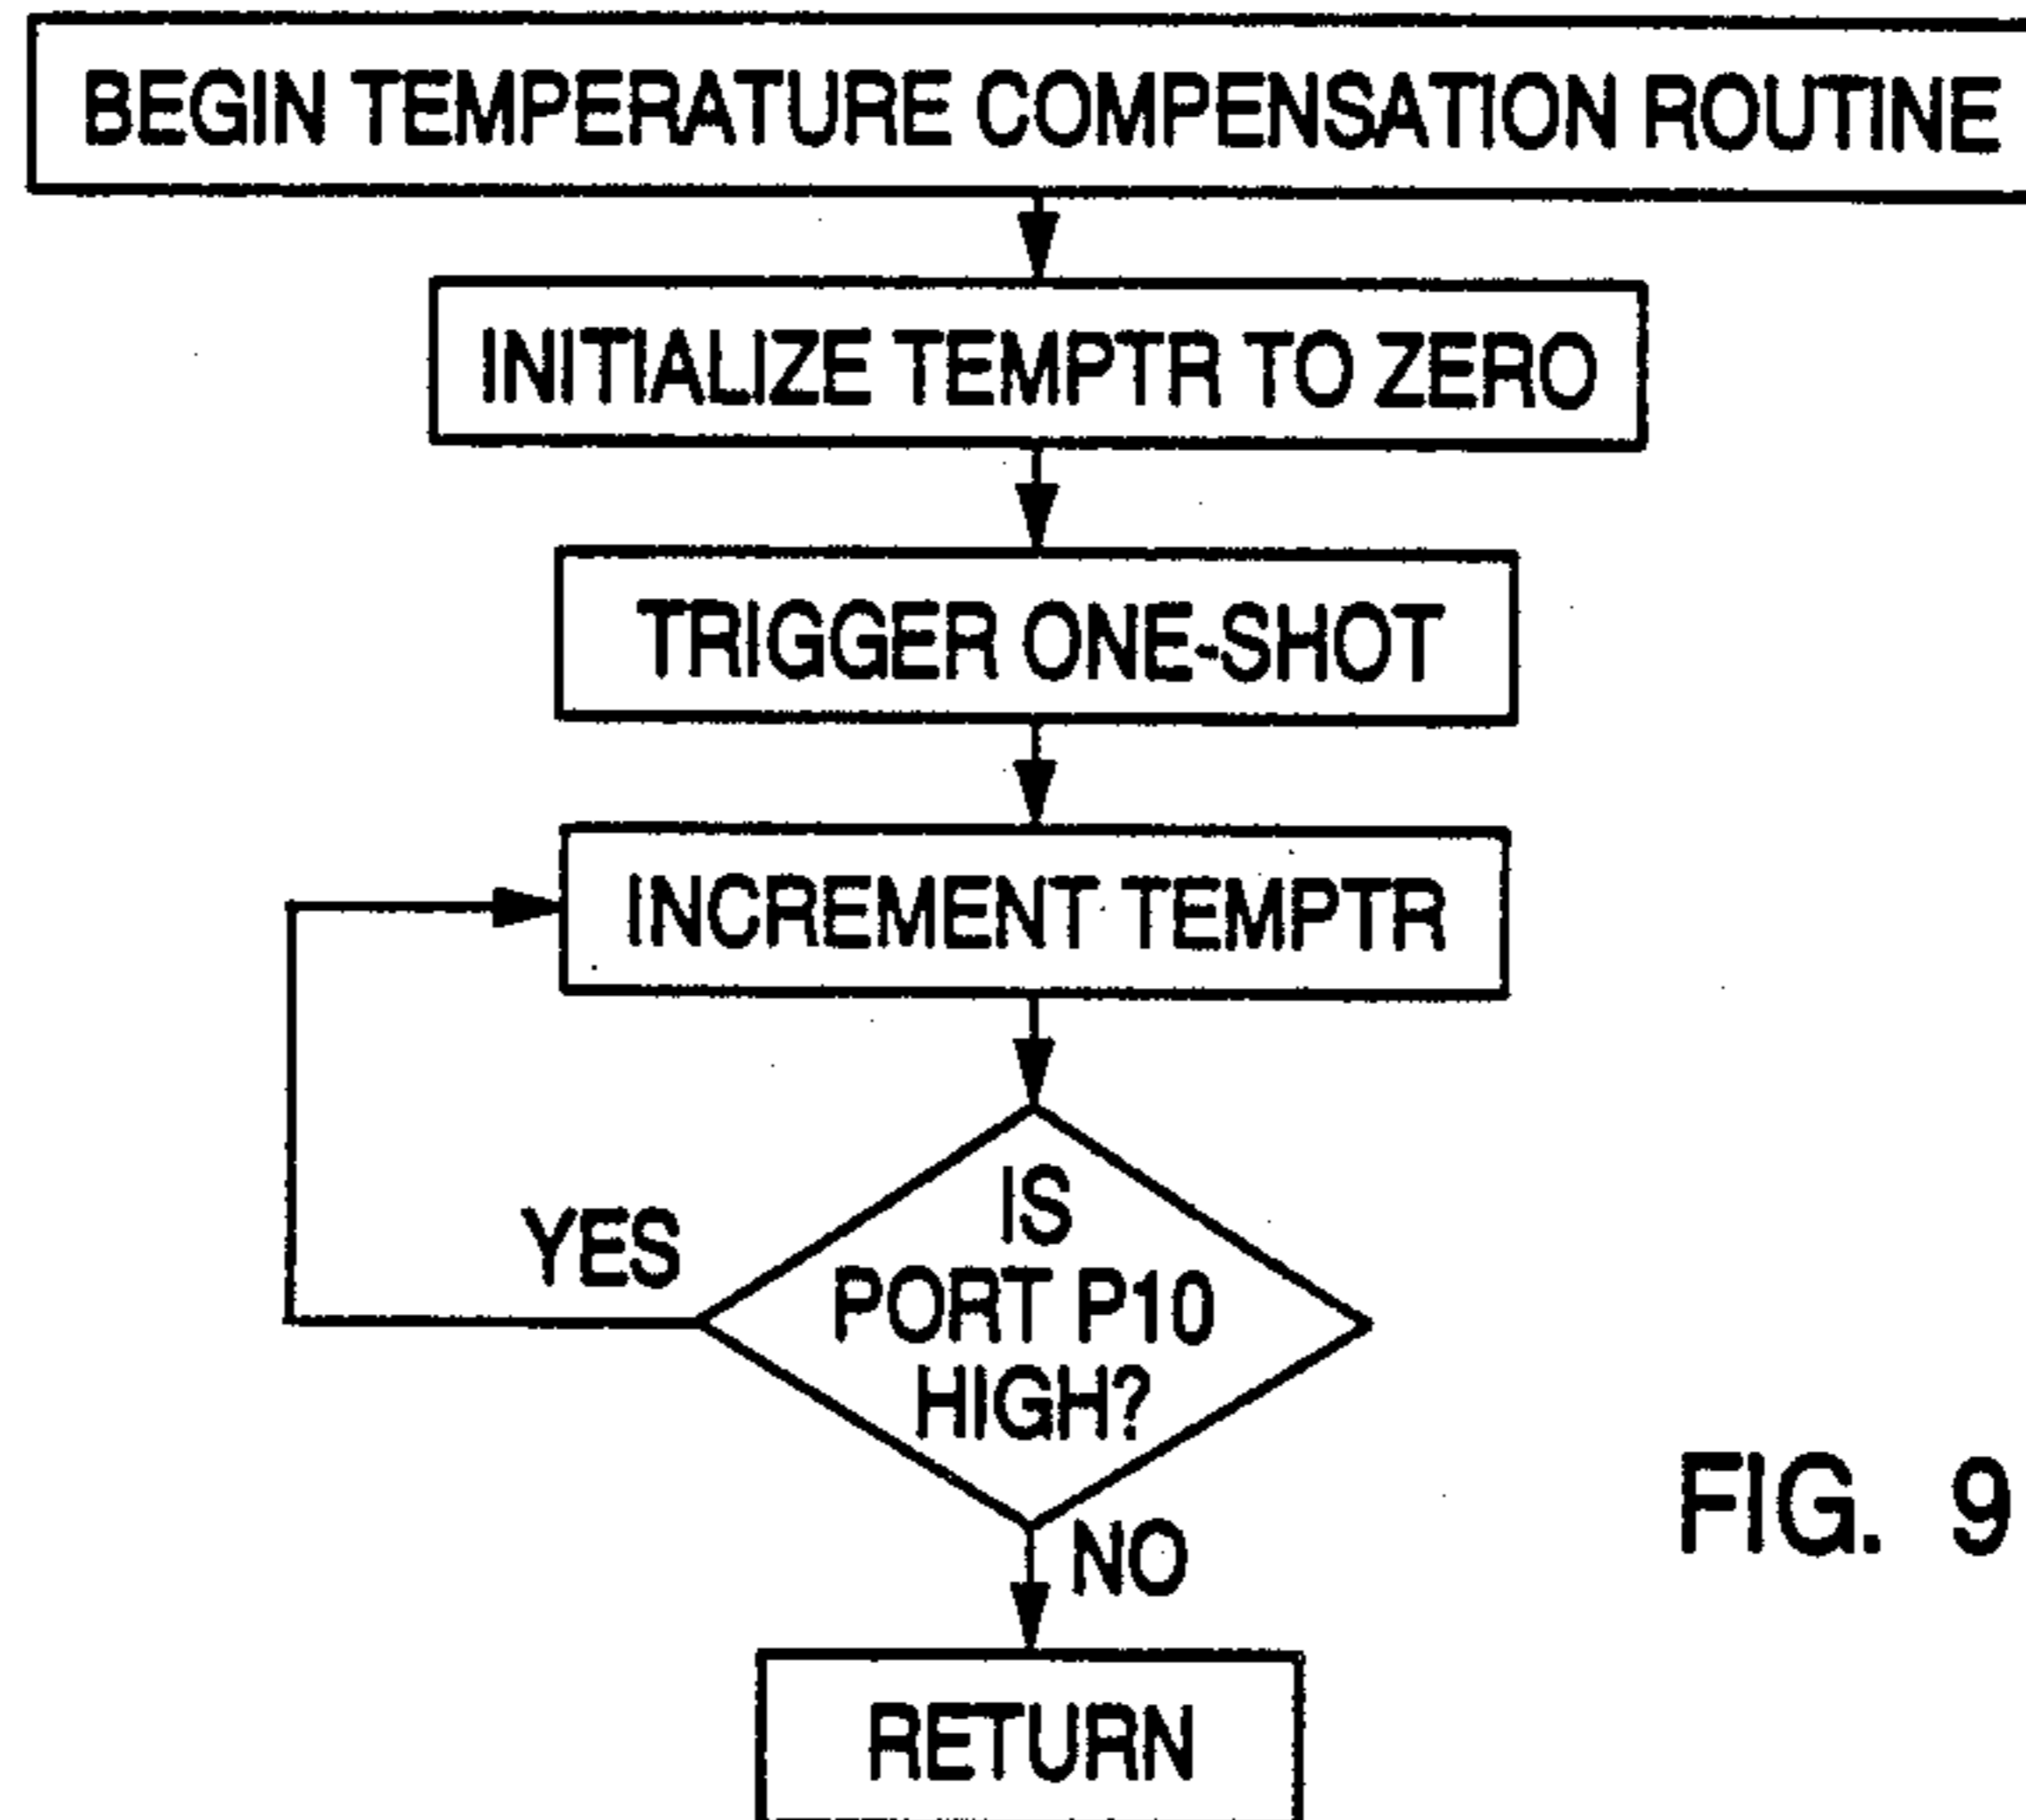 BEGIN TEMPERATURE COMPENSATION ROUTINE
INITIALIZE TEMPTR TO ZERO
TRIGGER ONE-SHOT
INCREMENT TEMPTR
IS
PORT P10
HIGH?
YES
NO
RETURN
FIG. 9